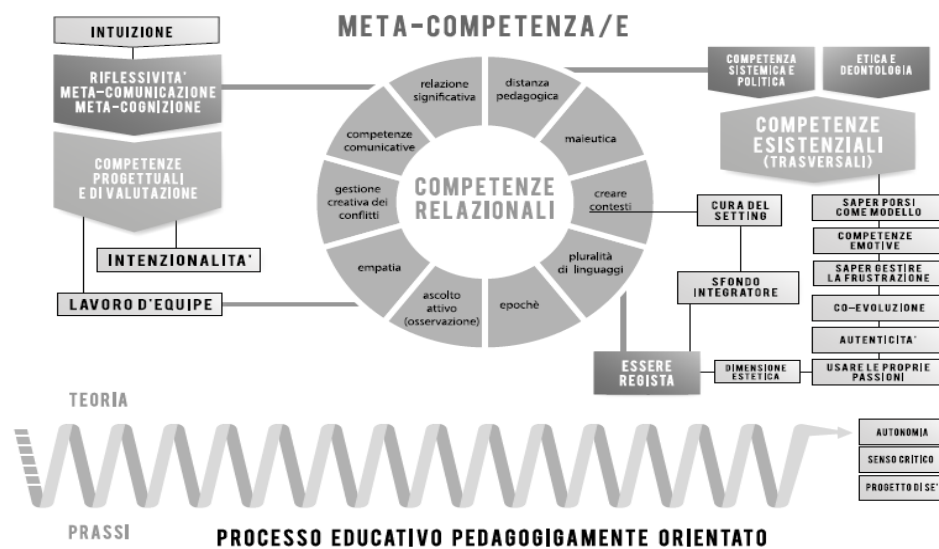 META-COMPETENZA/E
INTUIZIONE
RIFLESSIVITA'
META-COMUNICAZIONE
META-COGNIZIONE
COMPETENZE
PROGETTUALI
E DI VALUTAZIONE
INTENZIONALITA'
LAVORO D'EQUIPE
relazione
significativa
distanza
pedagogica
competenze
comunicative
maieutica
gestione
creativa dei
conflitti
creare
contesti
empatia
pluralità
di linguaggi
ascolto
attivo
(osservazione)
epochè
COMPETENZE
RELAZIONALI
COMPETENZA
SISTEMICA E
POLITICA
ETICA E
DEONTOLOGIA
COMPETENZE
ESISTENZIALI
(TRASVERSALI)
CURA DEL
SETTING
SFONDO
INTEGRATORE
ESSERE
REGISTA
DIMENSIONE
ESTETICA
SAPER PORSI
COME MODELLO
COMPETENZE
EMOTIVE
SAPER GESTIRE
LA FRUSTRAZIONE
CO-EVOLUZIONE
AUTENTICITA'
USARE LE PROPRIE
PASSIONI
TEORIA
PRASSI
AUTONOMIA
SENSO CRITICO
PROGETTO DI SE'
PROCESSO EDUCATIVO PEDAGOGIGAMENTE ORIENTATO